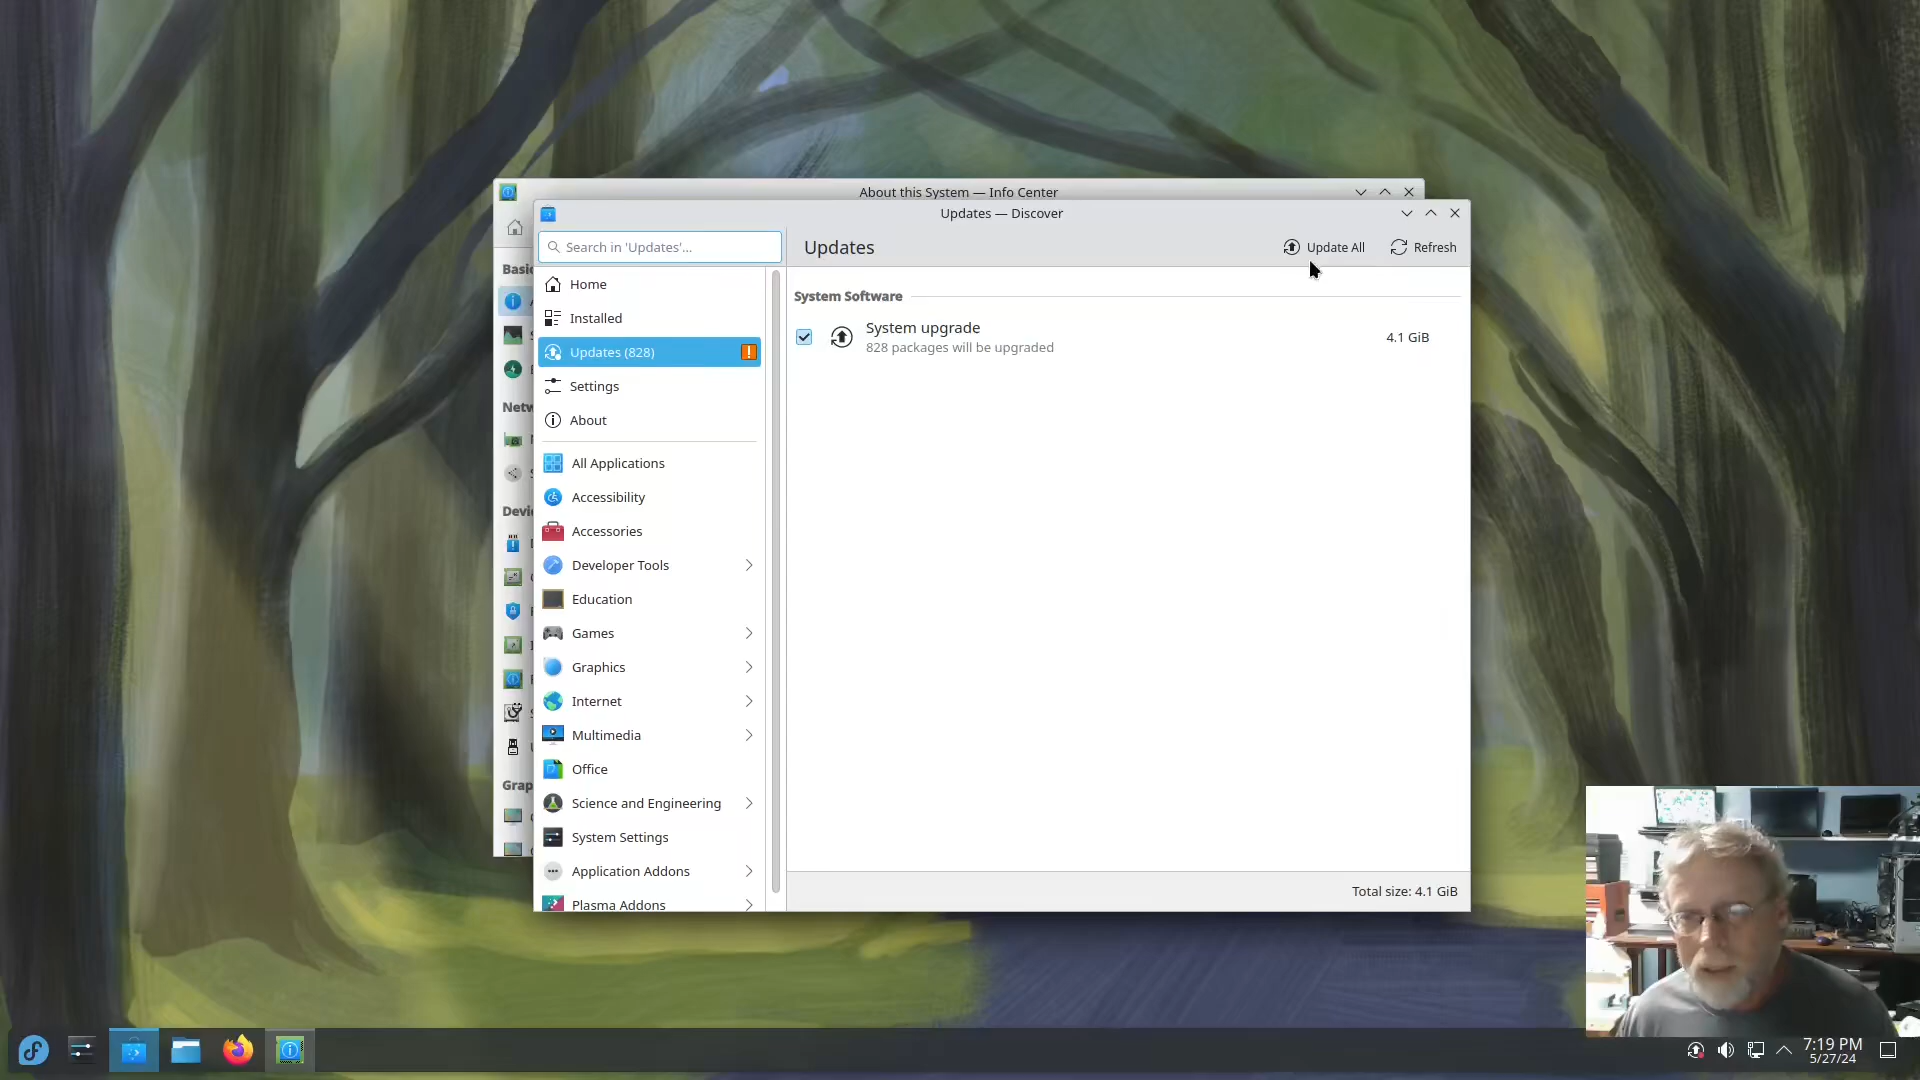 About this System — Info Center
Updates — Discover
Search in 'Updates'...
Updates
Update All
Refresh
Basic
Home
Installed
Updates (828)
Settings
About
Netw
Devi
Grap
All Applications
Accessibility
Accessories
Developer Tools
Education
Games
Graphics
Internet
Multimedia
Office
Science and Engineering
System Settings
Application Addons
Plasma Addons
System Software
System upgrade
828 packages will be upgraded
4.1 GiB
Total size: 4.1 GiB
7:19 PM
5/27/24